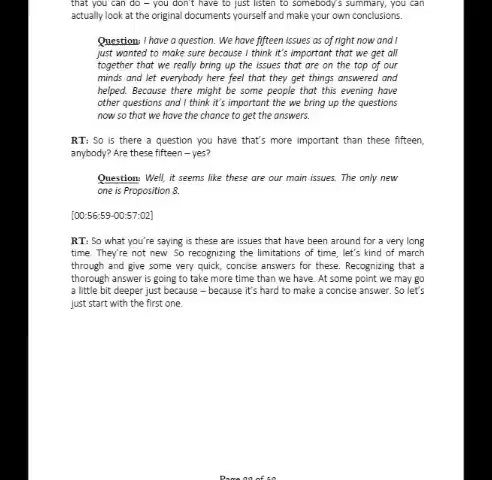 that you can do – you don't have to just listen to somebody's summary, you can
actually look at the original documents yourself and make your own conclusions.
Question: I have a question. We have fifteen issues as of right now and I
just wanted to make sure because I think it's important that we get all
together that we really bring up the issues that are on the top of our
minds and let everybody here feel that they get things answered and
helped. Because there might be some people that this evening have
other questions and I think it's important the we bring up the questions
now so that we have the chance to get the answers.
RT: So is there a question you have that's more important than these fifteen,
anybody? Are these fifteen – yes?
Question: Well, it seems like these are our main issues. The only new
one is Proposition 8.
[00:56:59-00:57:02]
RT: So what you're saying is these are issues that have been around for a very long
time. They're not new. So recognizing the limitations of time, let's kind of march
through and give some very quick, concise answers for these. Recognizing that a
thorough answer is going to take more time than we have. At some point we may go
a little bit deeper just because – because it's hard to make a concise answer. So let's
just start with the first one.
Page of